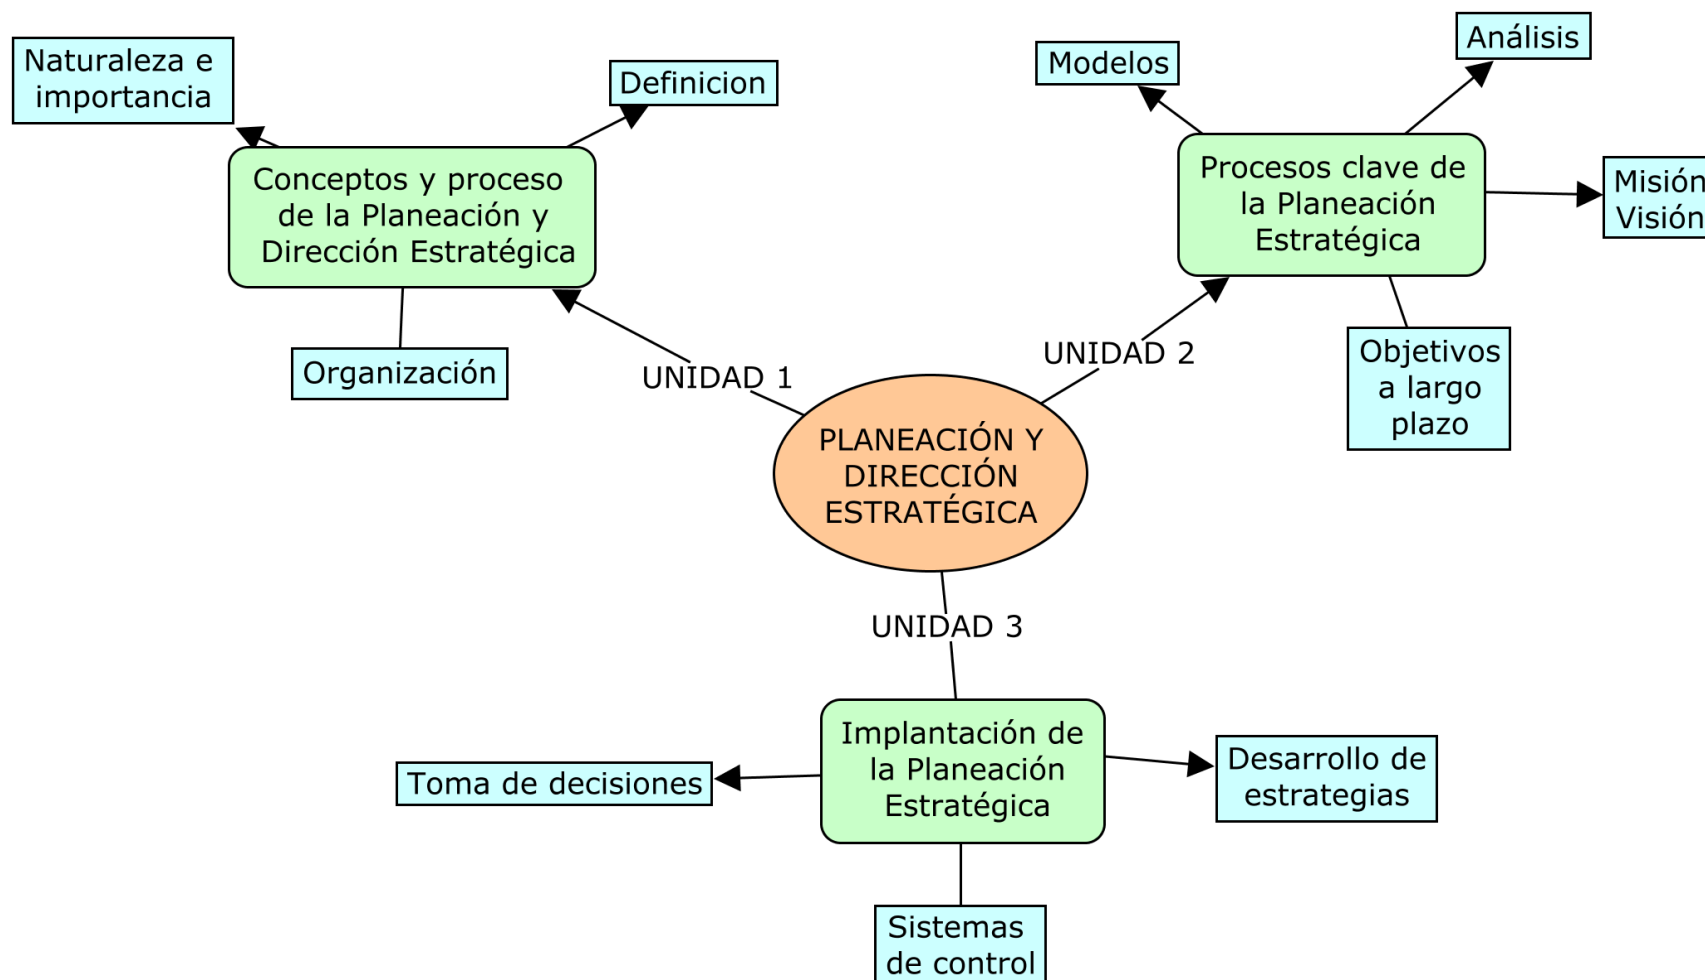 Naturaleza e
importancia
Definicion
Conceptos y proceso
de la Planeación y
Dirección Estratégica
Organización
UNIDAD 1
Modelos
Análisis
Procesos clave de
la Planeación
Estratégica
Misión
Visión
Objetivos
a largo
plazo
UNIDAD 2
PLANEACIÓN Y
DIRECCIÓN
ESTRATÉGICA
UNIDAD 3
Implantación de
la Planeación
Estratégica
Toma de decisiones
Desarrollo de
estrategias
Sistemas
de control